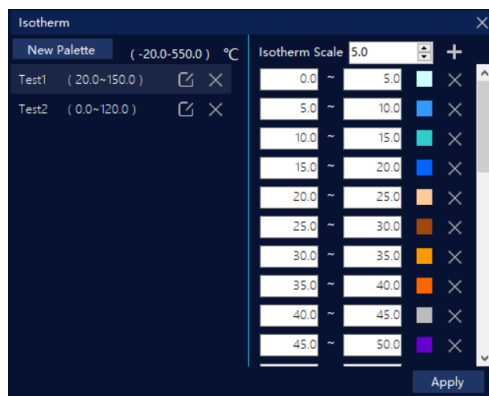 Isotherm
New Palette ( -20.0-550.0 ) ℃
Test1 ( 20.0~150.0 )
Test2 ( 0.0~120.0 )
Isotherm Scale 5.0
0.0 ~ 5.0
5.0 ~ 10.0
10.0 ~ 15.0
15.0 ~ 20.0
20.0 ~ 25.0
25.0 ~ 30.0
30.0 ~ 35.0
35.0 ~ 40.0
40.0 ~ 45.0
45.0 ~ 50.0
Apply